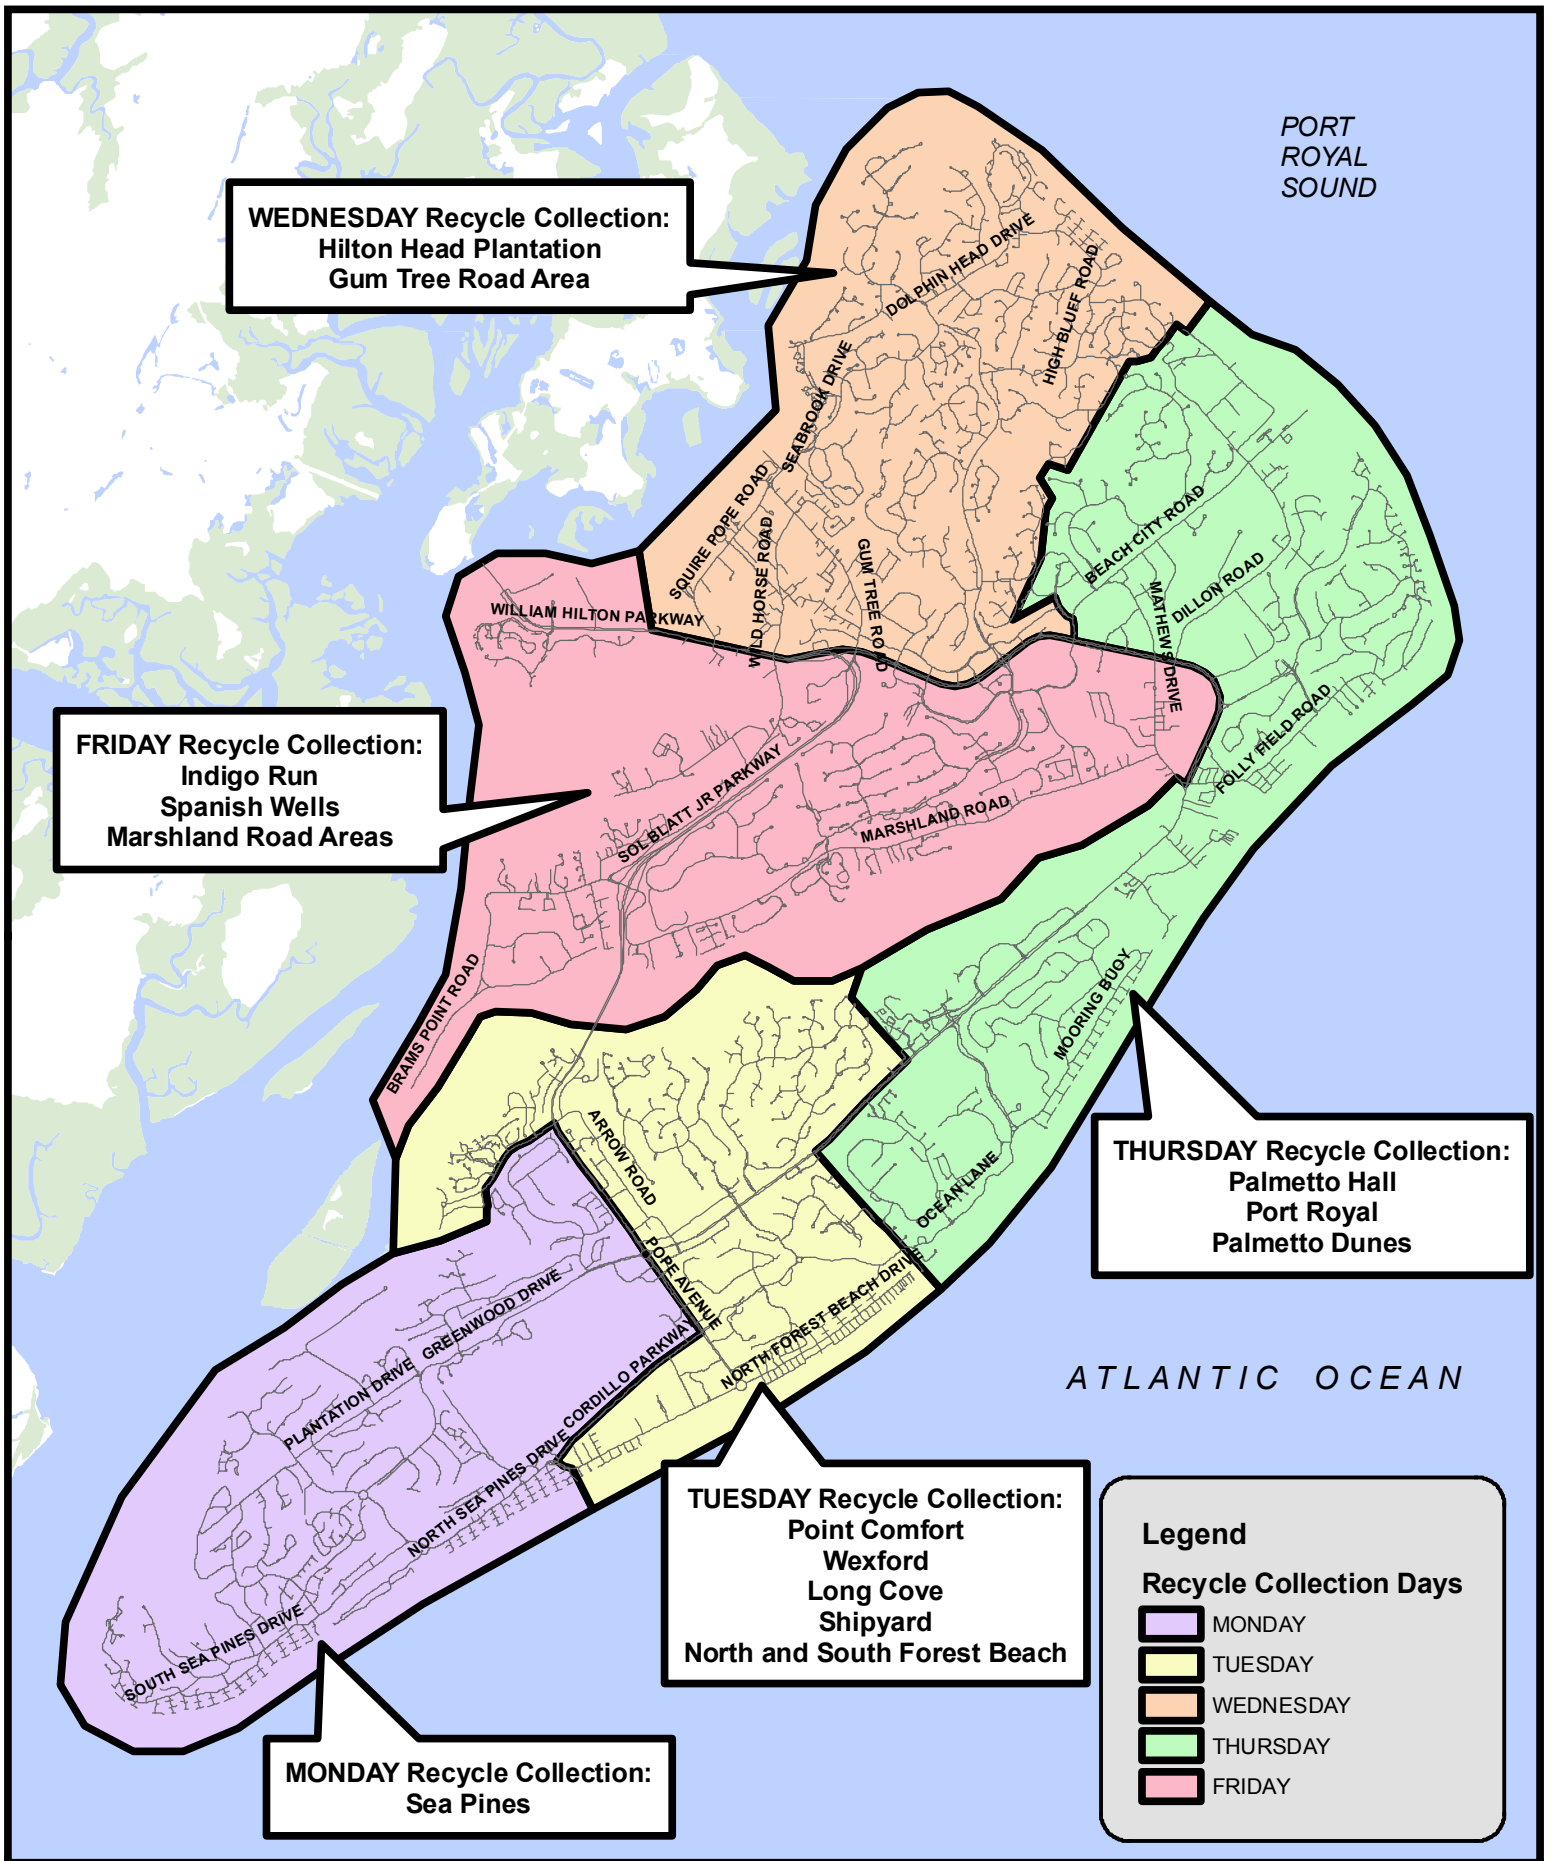 PORT
ROYAL
SOUND
WEDNESDAY Recycle Collection:
Hilton Head Plantation
Gum Tree Road Area
DOLPHIN HEAD DRIVE
HIGH BLUFF ROAD
SEABROOK DRIVE
SQUIRE POPE ROAD
WILD HORSE ROAD
GUM TREE ROAD
BEACH CITY ROAD
DILLON ROAD
MATHEWS DRIVE
WILLIAM HILTON PARKWAY
FOLLY FIELD ROAD
FRIDAY Recycle Collection:
Indigo Run
Spanish Wells
Marshland Road Areas
SOL BLATT JR PARKWAY
MARSHLAND ROAD
BRAMS POINT ROAD
MOORING BUOY
ARROW ROAD
OCEAN LANE
THURSDAY Recycle Collection:
Palmetto Hall
Port Royal
Palmetto Dunes
POPE AVENUE
NORTH FOREST BEACH DRIVE
GREENWOOD DRIVE
PLANTATION DRIVE
CORDILLO PARKWAY
NORTH SEA PINES DRIVE
SOUTH SEA PINES DRIVE
ATLANTIC OCEAN
TUESDAY Recycle Collection:
Point Comfort
Wexford
Long Cove
Shipyard
North and South Forest Beach
MONDAY Recycle Collection:
Sea Pines
Legend
Recycle Collection Days
MONDAY
TUESDAY
WEDNESDAY
THURSDAY
FRIDAY